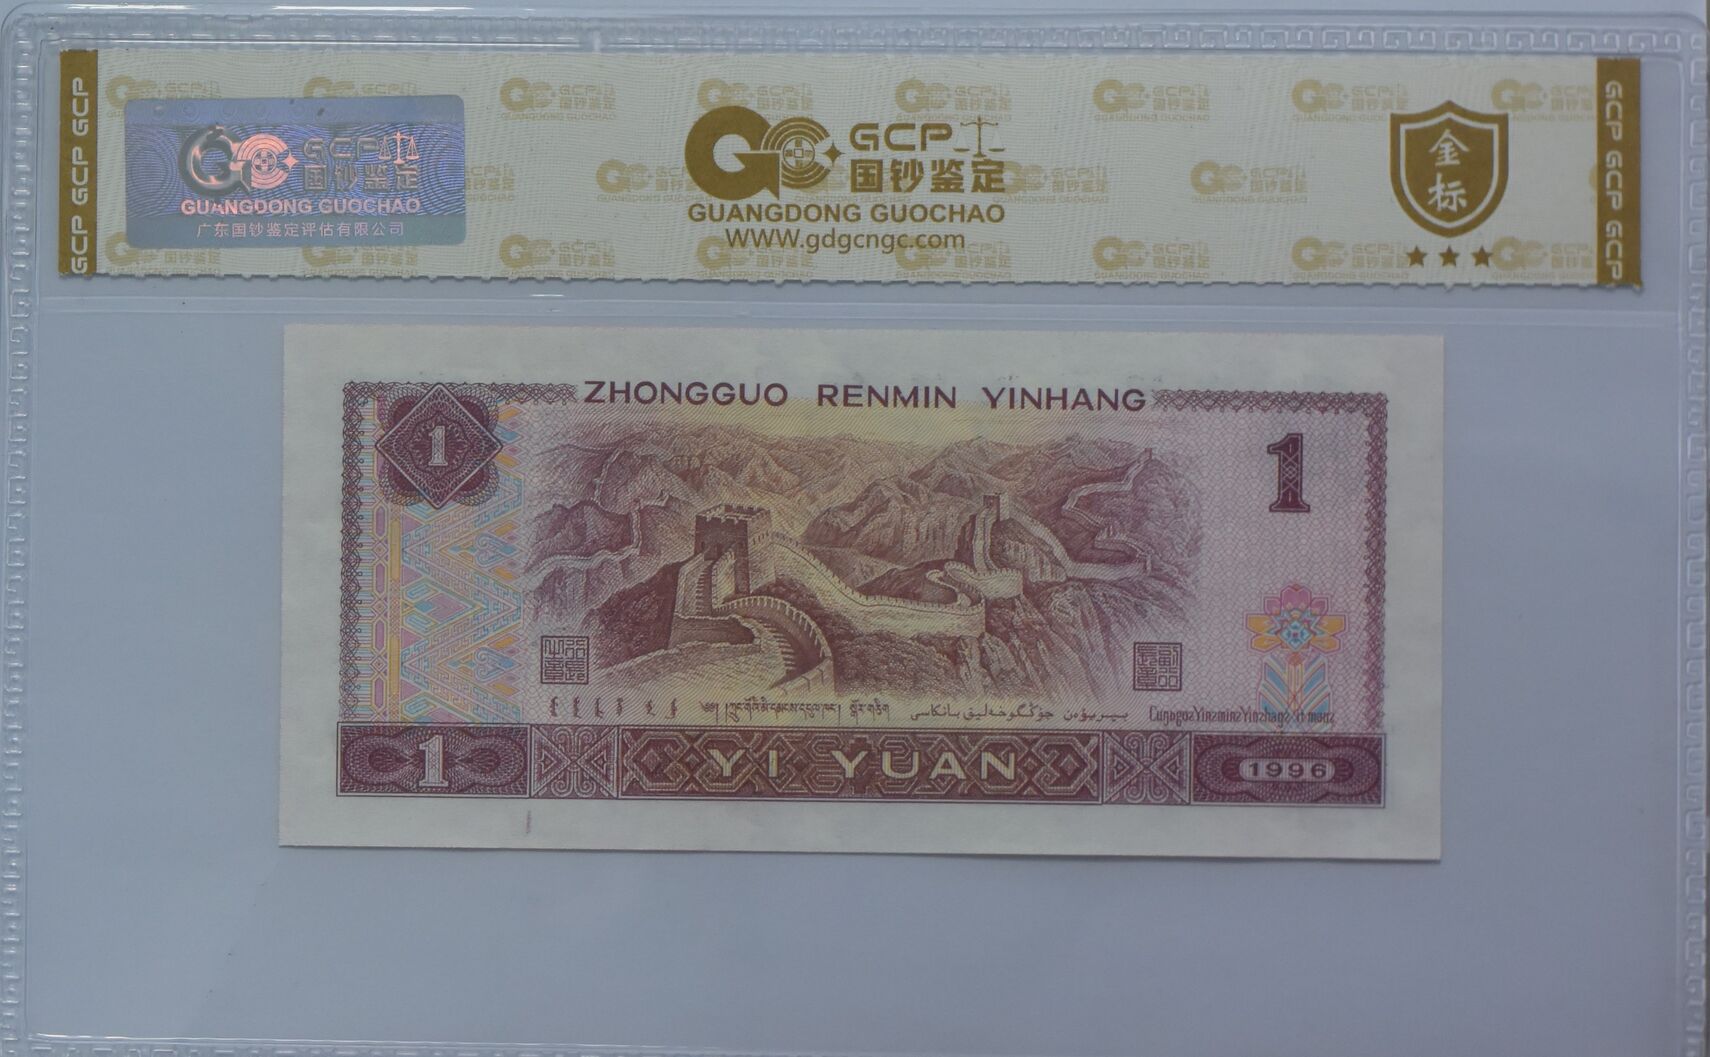 GCP GCP GCP
GCP
国钞鉴定
GUANGDONG GUOCHAO
广东国钞鉴定评估有限公司
GCP
国钞鉴定
GUANGDONG GUOCHAO
WWW.gdgcngc.com
金标
GCP GCP GCP
ZHONGGUO RENMIN YINHANG
1
1
1
YI YUAN
1996